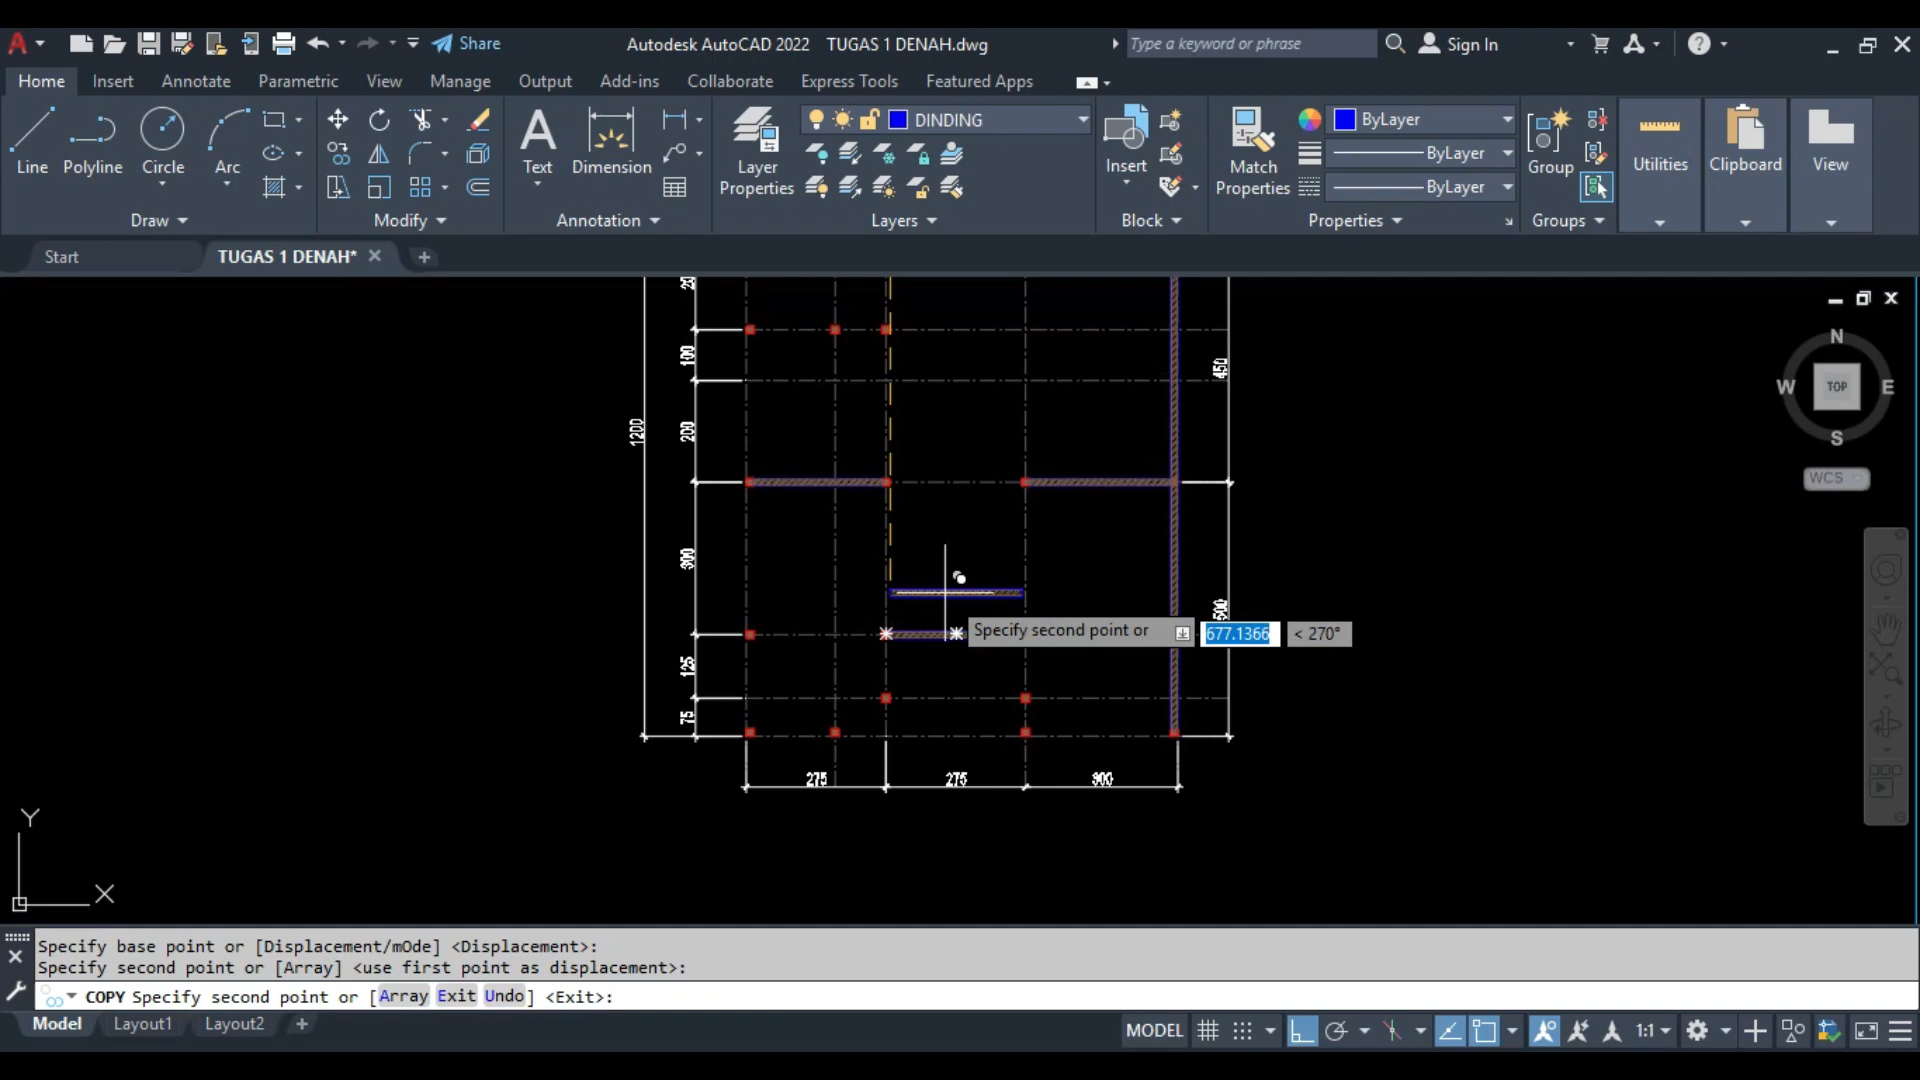 Share
Autodesk AutoCAD 2022 TUGAS 1 DENAH.dwg
Type a keyword or phrase
Sign In
Home Insert Annotate Parametric View Manage Output Add-ins Collaborate Express Tools Featured Apps
Line Polyline Circle Arc
Draw
Modify
Text Dimension
Annotation
Layer Properties
DINDING
Layers
Insert
Block
Match Properties
ByLayer
ByLayer
ByLayer
Properties
Group
Groups
Utilities
Clipboard
View
Start
TUGAS 1 DENAH*
N
W TOP E
S
WCS
100
450
1200
200
300
500
Specify second point or 677.1366 < 270°
125
75
275 275 300
Y
X
Specify base point or [Displacement/mOde] <Displacement>:
Specify second point or [Array] <use first point as displacement>:
COPY Specify second point or [Array Exit Undo] <Exit>:
Model Layout1 Layout2
MODEL
1:1